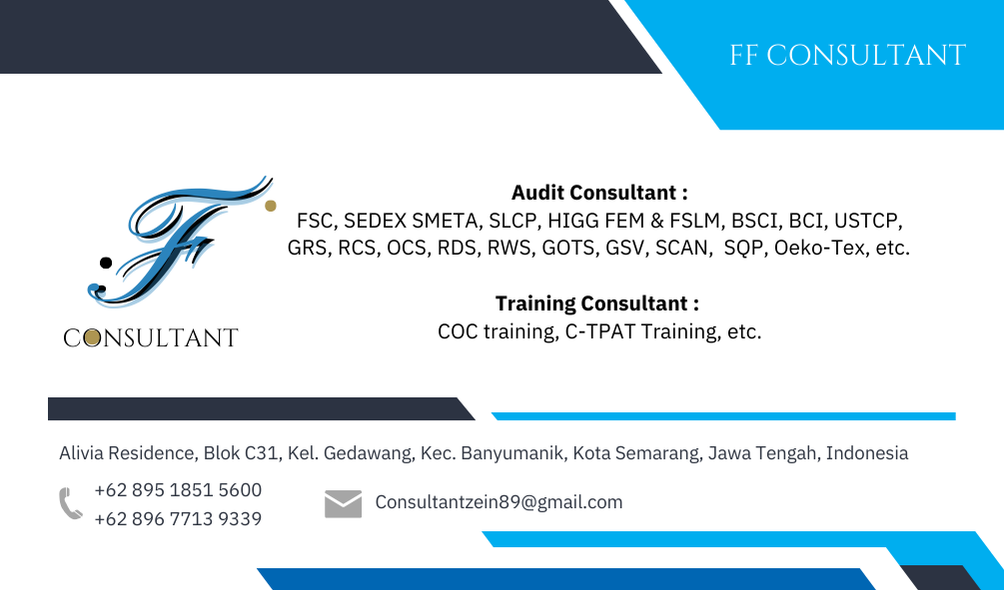 FF CONSULTANT
Ff
CONSULTANT
Audit Consultant :
FSC, SEDEX SMETA, SLCP, HIGG FEM & FSLM, BSCI, BCI, USTCP,
GRS, RCS, OCS, RDS, RWS, GOTS, GSV, SCAN, SQP, Oeko-Tex, etc.
Training Consultant :
COC training, C-TPAT Training, etc.
Alivia Residence, Blok C31, Kel. Gedawang, Kec. Banyumanik, Kota Semarang, Jawa Tengah, Indonesia
+62 895 1851 5600
+62 896 7713 9339
Consultantzein89@gmail.com